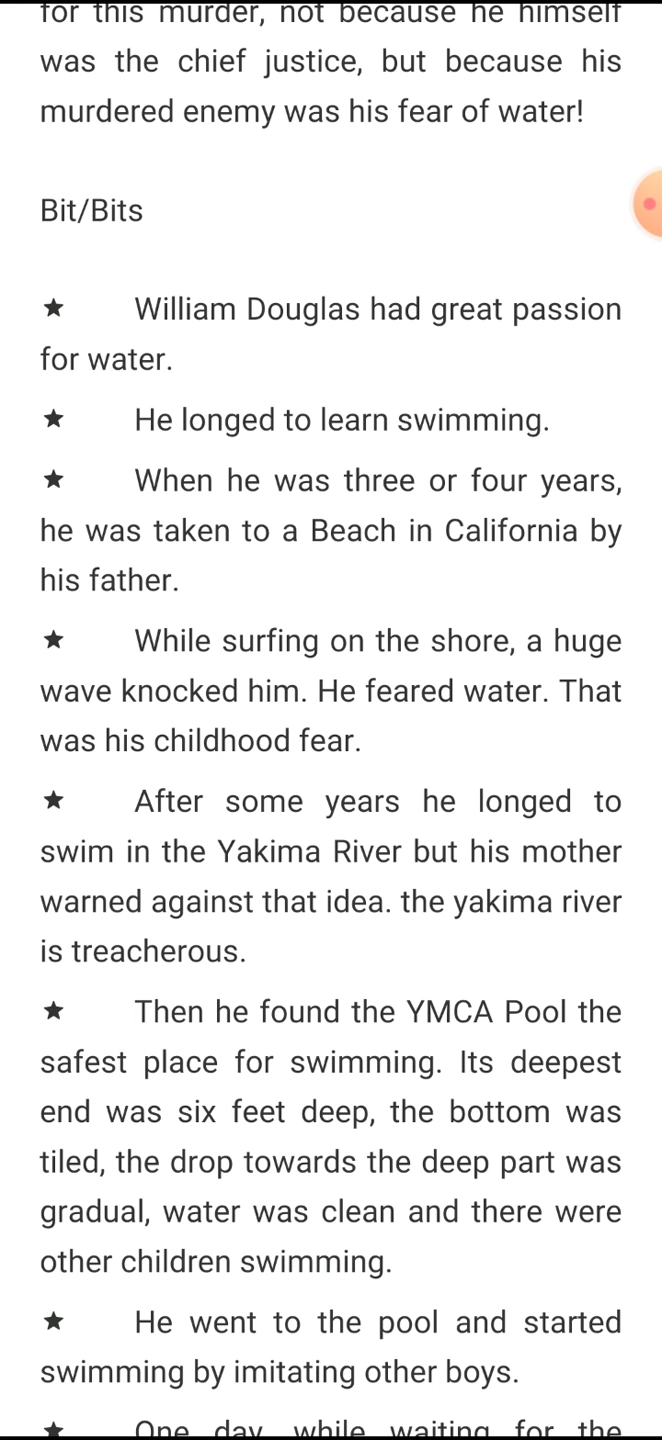 for this murder, not because he himself
was the chief justice, but because his
murdered enemy was his fear of water!
Bit/Bits
★ William Douglas had great passion
for water.
★ He longed to learn swimming.
★ When he was three or four years,
he was taken to a Beach in California by
his father.
★ While surfing on the shore, a huge
wave knocked him. He feared water. That
was his childhood fear.
★ After some years he longed to
swim in the Yakima River but his mother
warned against that idea. the yakima river
is treacherous.
★ Then he found the YMCA Pool the
safest place for swimming. Its deepest
end was six feet deep, the bottom was
tiled, the drop towards the deep part was
gradual, water was clean and there were
other children swimming.
★ He went to the pool and started
swimming by imitating other boys.
★ One day, while waiting for the